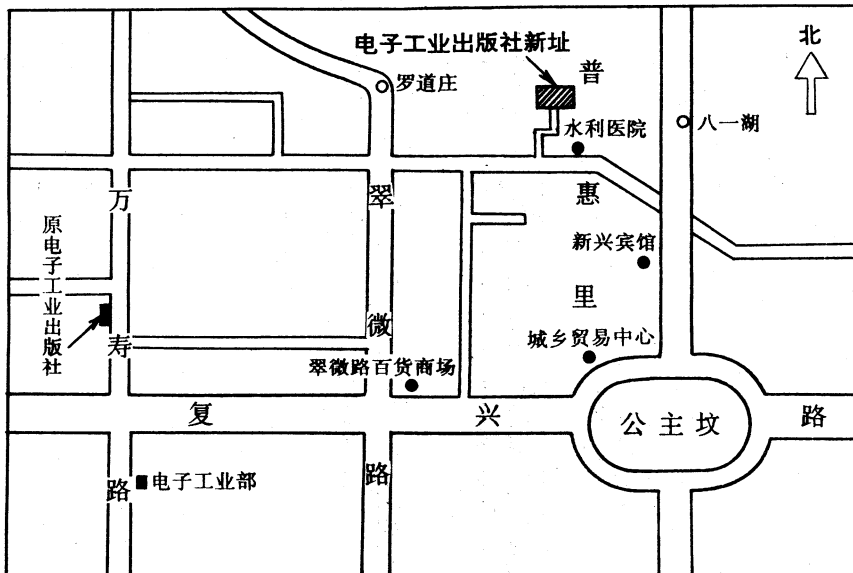 电子工业出版社新址
北
普惠里
罗道庄
水利医院
八一湖
万寿路
翠微路
原电子工业出版社
新兴宾馆
城乡贸易中心
翠微路百货商场
复兴路
公主坟
电子工业部